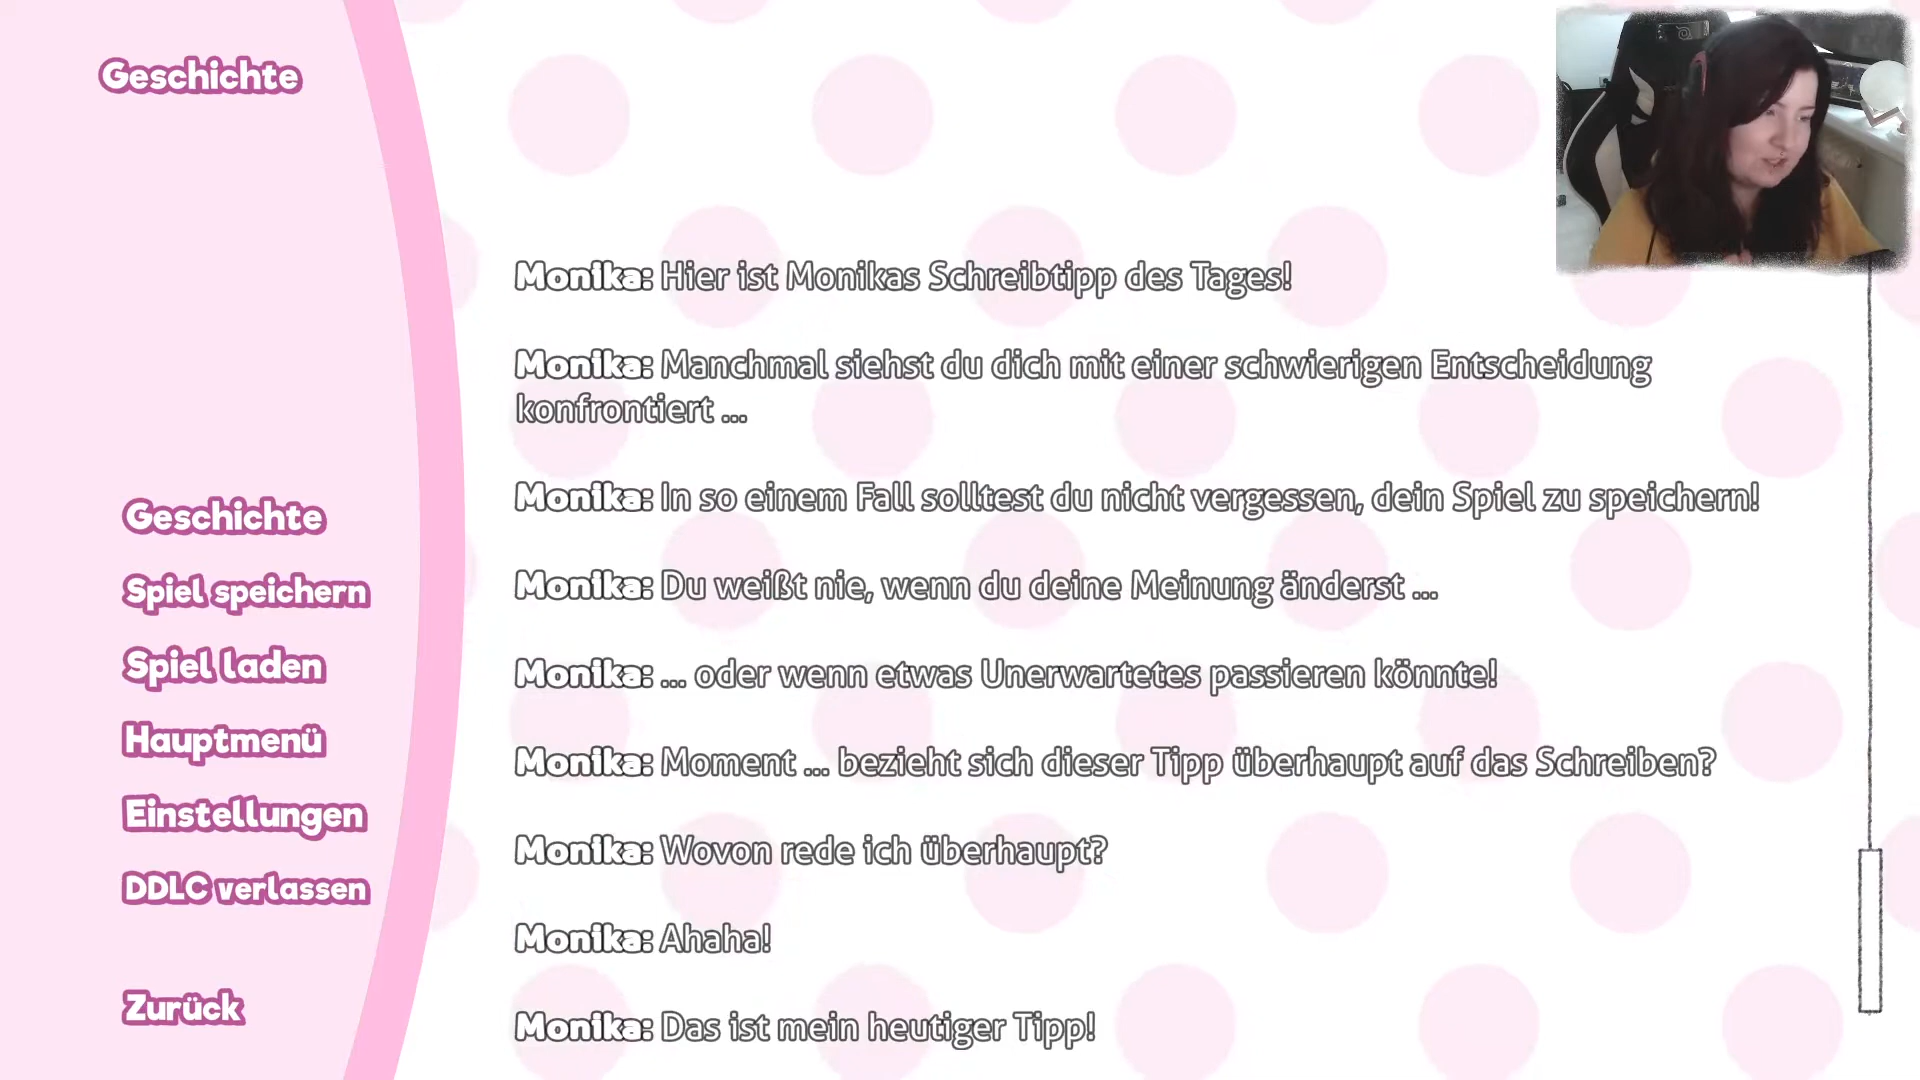 Geschichte
Geschichte
Spiel speichern
Spiel laden
Hauptmenü
Einstellungen
DDLC verlassen
Zurück
Monika: Hier ist Monikas Schreibtipp des Tages!
Monika: Manchmal siehst du dich mit einer schwierigen Entscheidung
konfrontiert ...
Monika: In so einem Fall solltest du nicht vergessen, dein Spiel zu speichern!
Monika: Du weißt nie, wenn du deine Meinung änderst ...
Monika: ... oder wenn etwas Unerwartetes passieren könnte!
Monika: Moment ... bezieht sich dieser Tipp überhaupt auf das Schreiben?
Monika: Wovon rede ich überhaupt?
Monika: Ahaha!
Monika: Das ist mein heutiger Tipp!